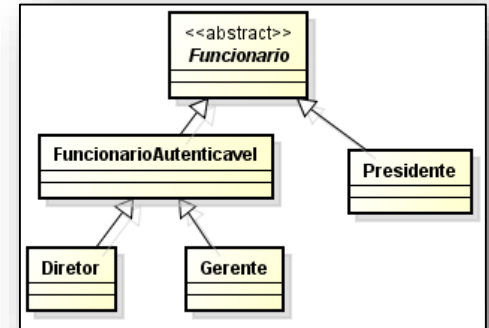 <<abstract>>
Funcionario
FuncionarioAutenticavel
Presidente
Diretor
Gerente